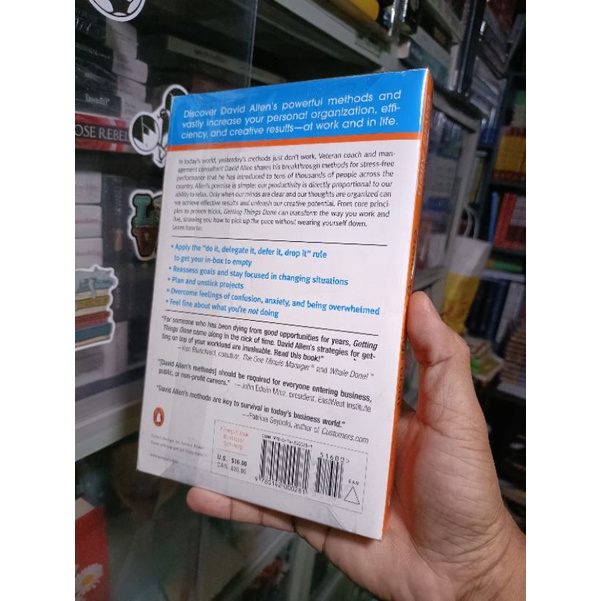 OSE REBEL
Discover David Allen's powerful methods and
vastly increase your personal organization, effi-
ciency, and creative results—at work and in life.
In today's world, yesterday's methods just don't work. Veteran coach and man-
agement consultant David Allen shares his breakthrough methods for stress-free
performance that he has introduced to tens of thousands of people across the
country. Allen's premise is simple: our productivity is directly proportional to our
ability to relax. Only when our minds are clear and our thoughts are organized can
we achieve effective results and unleash our creative potential. From core princi-
ples to proven tricks, Getting Things Done can transform the way you work and
live, showing you how to pick up the pace without wearing yourself down.
Learn how to:
• Apply the "do it, delegate it, defer it, drop it" rule
to get your in-box to empty
• Reassess goals and stay focused in changing situations
• Plan and unstick projects
• Overcome feelings of confusion, anxiety, and being overwhelmed
• Feel fine about what you're not doing
"For someone who has been dying from good opportunities for years, Getting
Things Done came along in the nick of time. David Allen's strategies for get-
ting on top of your workload are invaluable. Read this book!"
—Ken Blanchard, coauthor, The One Minute Manager® and Whale Done!™
"[David Allen's methods] should be required for everyone entering business,
public, or non-profit careers." — John Edwin Mroz, president, EastWest Institute
"David Allen's methods are key to survival in today's business world."
—Patricia Seybold, author of Customers.com
U.S. $16.00
CAN.
51600>
EAN
9 780142 000281